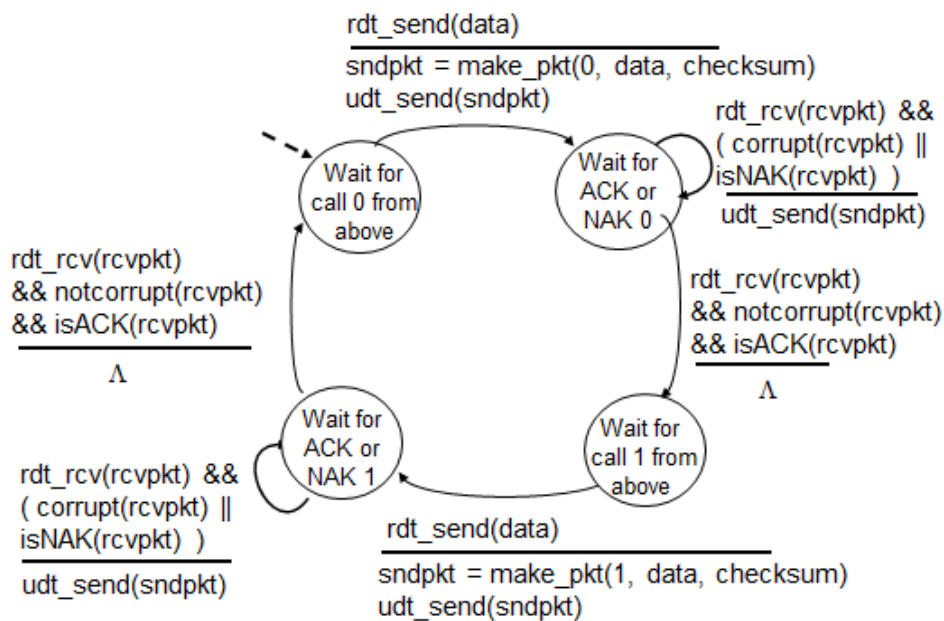 rdt_send(data)
sndpkt = make_pkt(0, data, checksum)
udt_send(sndpkt)
rdt_rcv(rcvpkt) &&
( corrupt(rcvpkt) ||
isNAK(rcvpkt) )
udt_send(sndpkt)
Wait for
call 0 from
above
Wait for
ACK or
NAK 0
rdt_rcv(rcvpkt)
&& notcorrupt(rcvpkt)
&& isACK(rcvpkt)
Λ
rdt_rcv(rcvpkt)
&& notcorrupt(rcvpkt)
&& isACK(rcvpkt)
Λ
Wait for
ACK or
NAK 1
Wait for
call 1 from
above
rdt_rcv(rcvpkt) &&
( corrupt(rcvpkt) ||
isNAK(rcvpkt) )
udt_send(sndpkt)
rdt_send(data)
sndpkt = make_pkt(1, data, checksum)
udt_send(sndpkt)